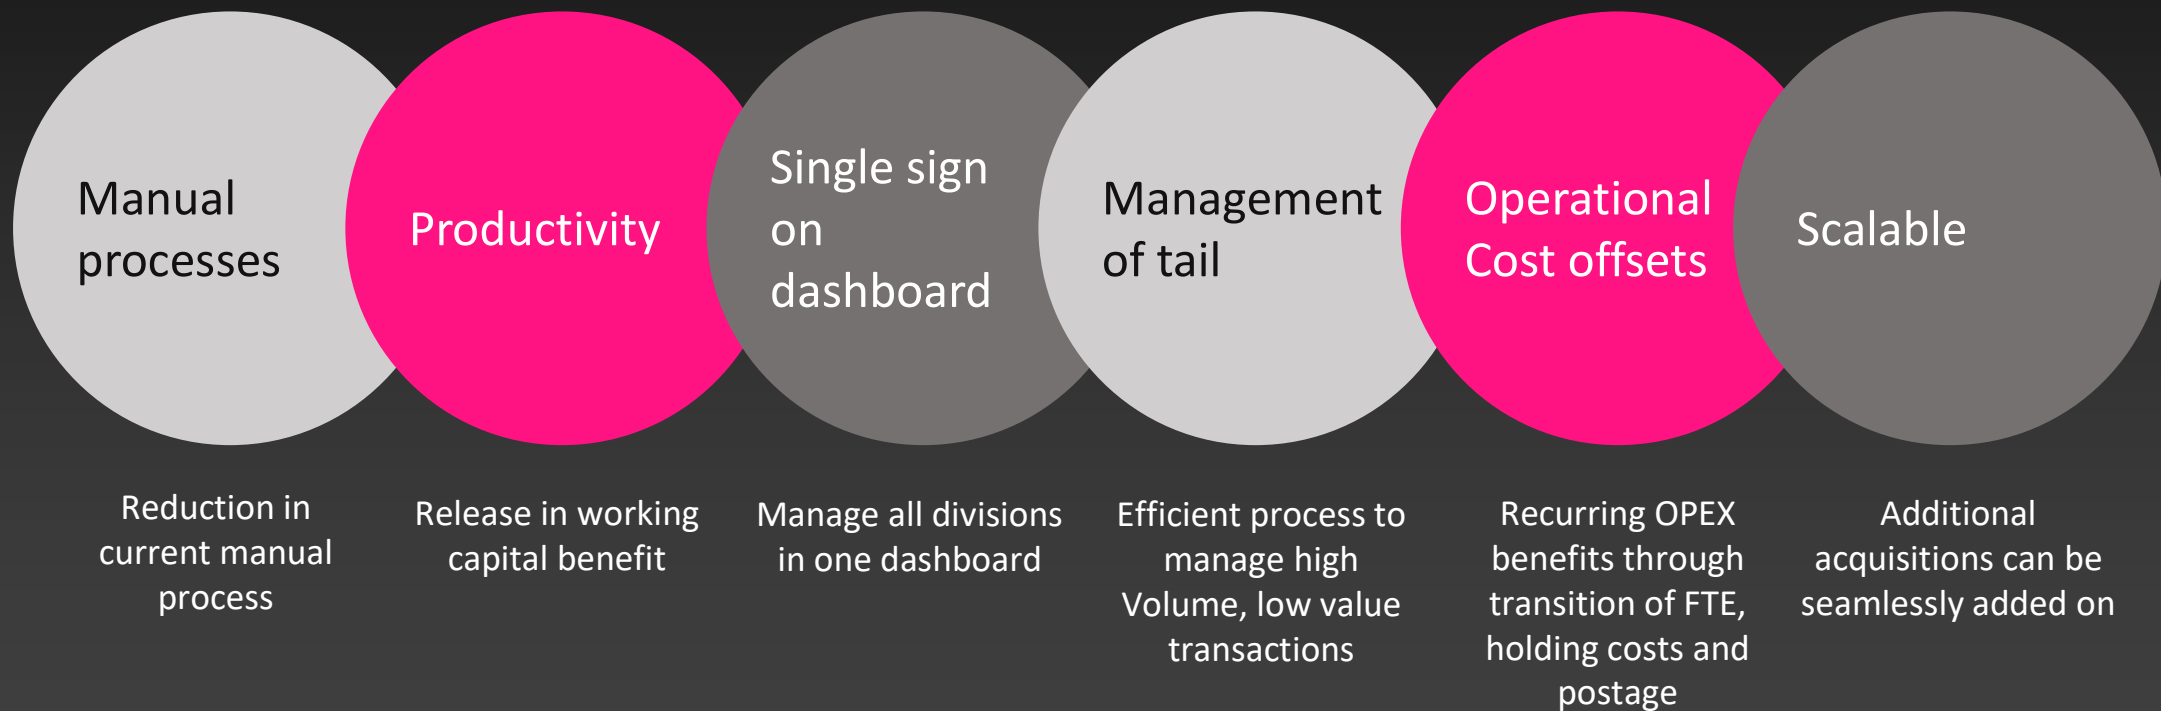 Manual
processes
Productivity
Single sign
on
dashboard
Management
of tail
Operational
Cost offsets
Scalable
Reduction in
current manual
process
Release in working
capital benefit
Manage all divisions
in one dashboard
Efficient process to
manage high
Volume, low value
transactions
Recurring OPEX
benefits through
transition of FTE,
holding costs and
postage
Additional
acquisitions can be
seamlessly added on